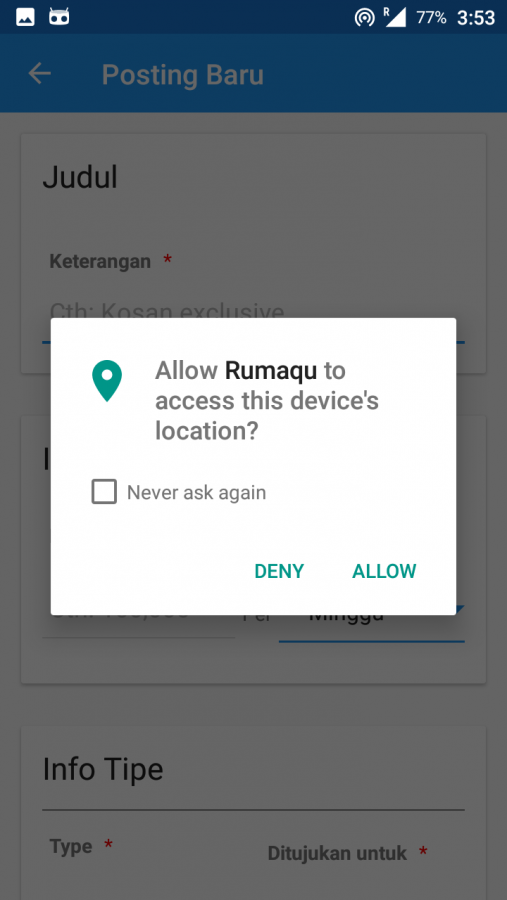 R 77% 3:53
Posting Baru
Judul
Keterangan *
Cth: Kosan exclusive
Allow Rumaqu to
access this device's
location?
Never ask again
DENY ALLOW
Per Minggu
Info Tipe
Type *
Ditujukan untuk *